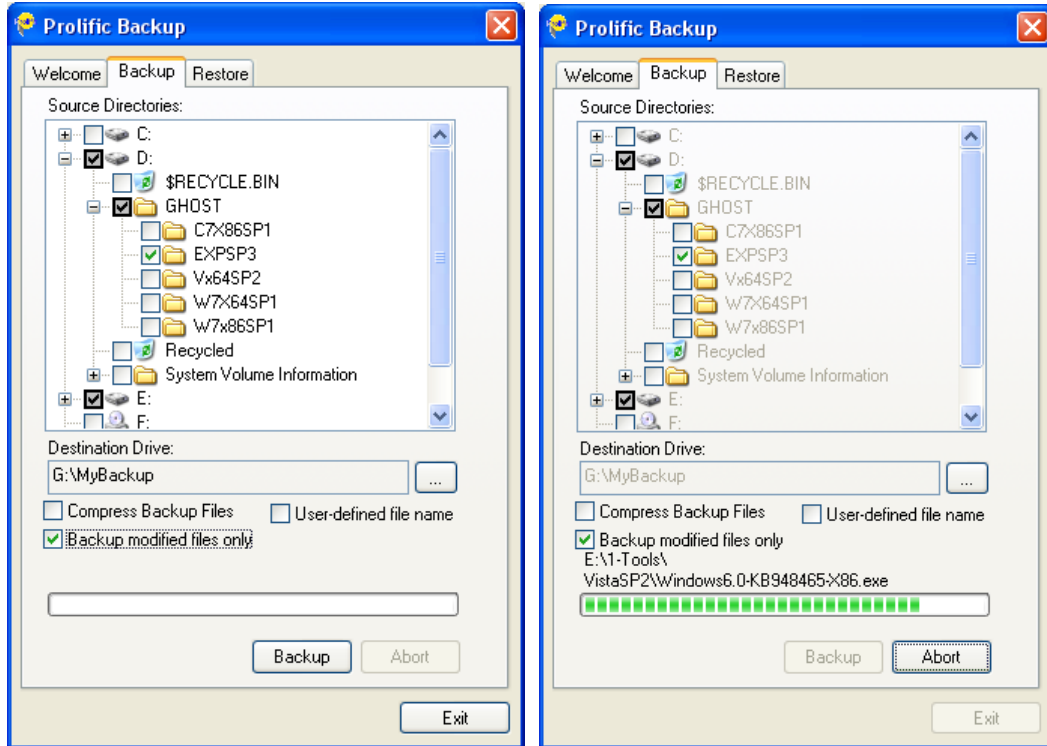 Prolific Backup
Welcome Backup Restore
Source Directories:
C:
D:
$RECYCLE.BIN
GHOST
C7X86SP1
EXPSP3
Vx64SP2
W7X64SP1
W7x86SP1
Recycled
System Volume Information
E:
F:
Destination Drive:
G:\MyBackup
...
Compress Backup Files User-defined file name
Backup modified files only
Backup Abort
Exit
Prolific Backup
Welcome Backup Restore
Source Directories:
C:
D:
$RECYCLE.BIN
GHOST
C7X86SP1
EXPSP3
Vx64SP2
W7X64SP1
W7x86SP1
Recycled
System Volume Information
E:
F:
Destination Drive:
G:\MyBackup
...
Compress Backup Files User-defined file name
Backup modified files only
E:\1-Tools\
VistaSP2\Windows6.0-KB948465-X86.exe
Backup Abort
Exit